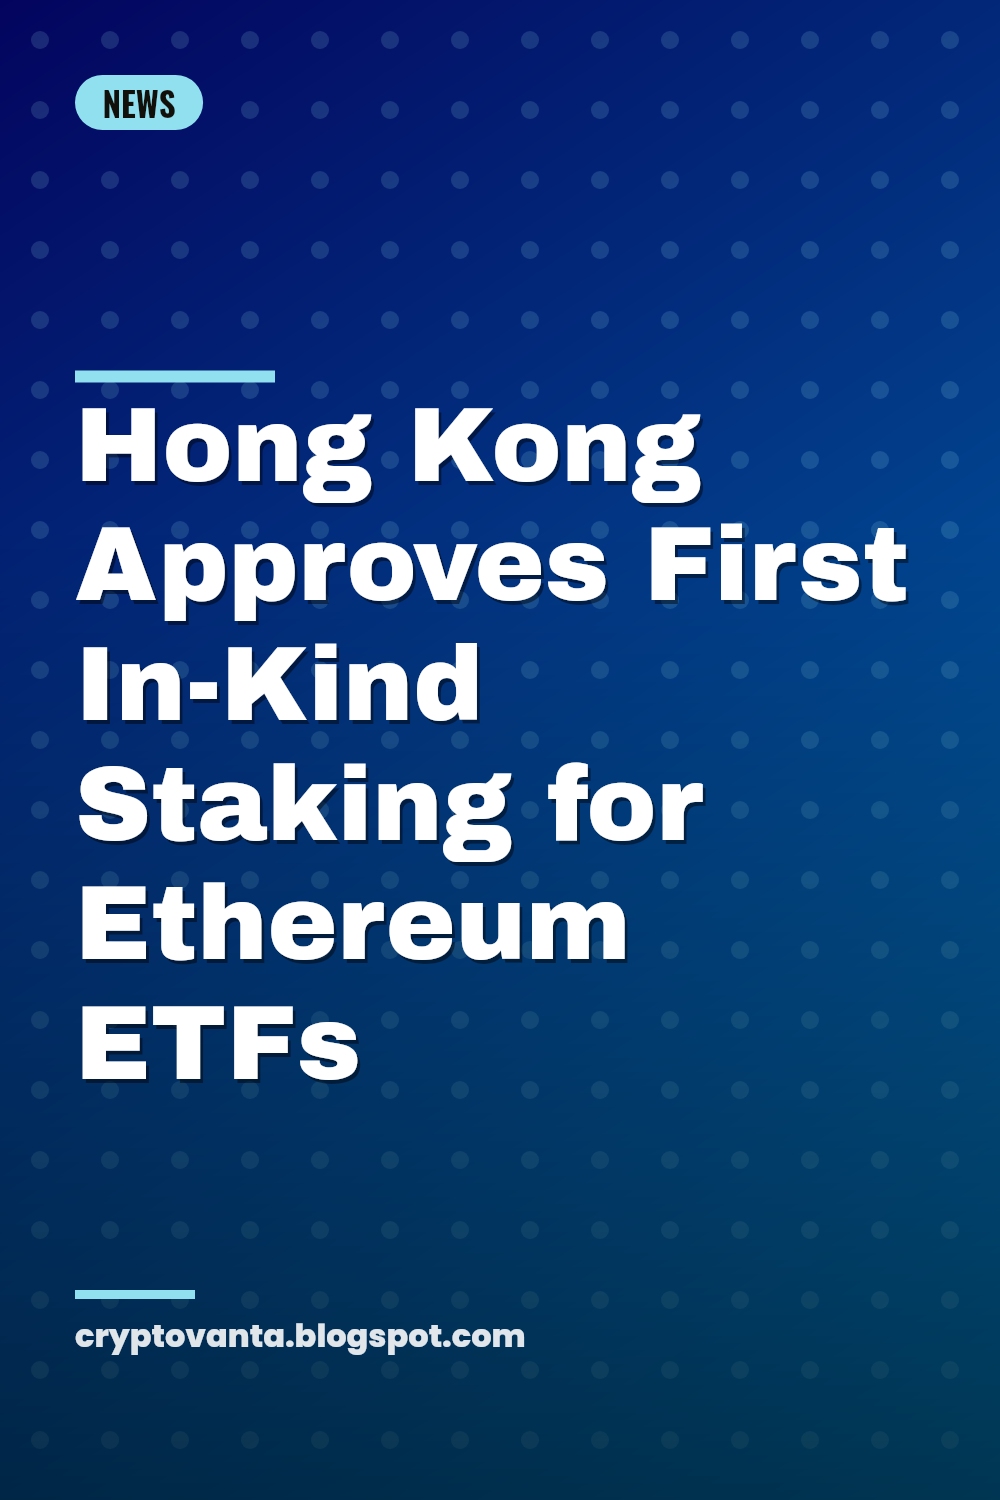 NEWS
Hong Kong
Approves First
In-Kind
Staking for
Ethereum
ETFs
cryptovanta.blogspot.com